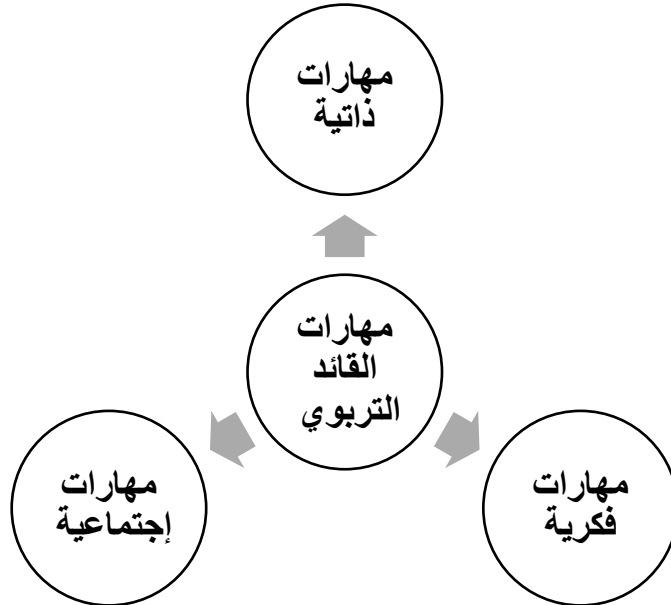 مهارات
ذاتية
مهارات
القائد
التربوي
مهارات
فكرية
مهارات
إجتماعية